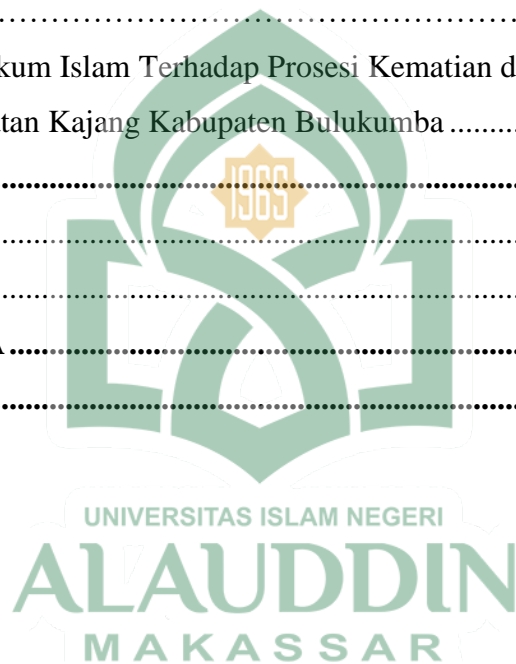 .......................................................
kum Islam Terhadap Prosesi Kematian d
tan Kajang Kabupaten Bulukumba .........
.......................................................
1965
.......................................................
.......................................................
A .......................................................
.......................................................
UNIVERSITAS ISLAM NEGERI
ALAUDDIN
MAKASSAR